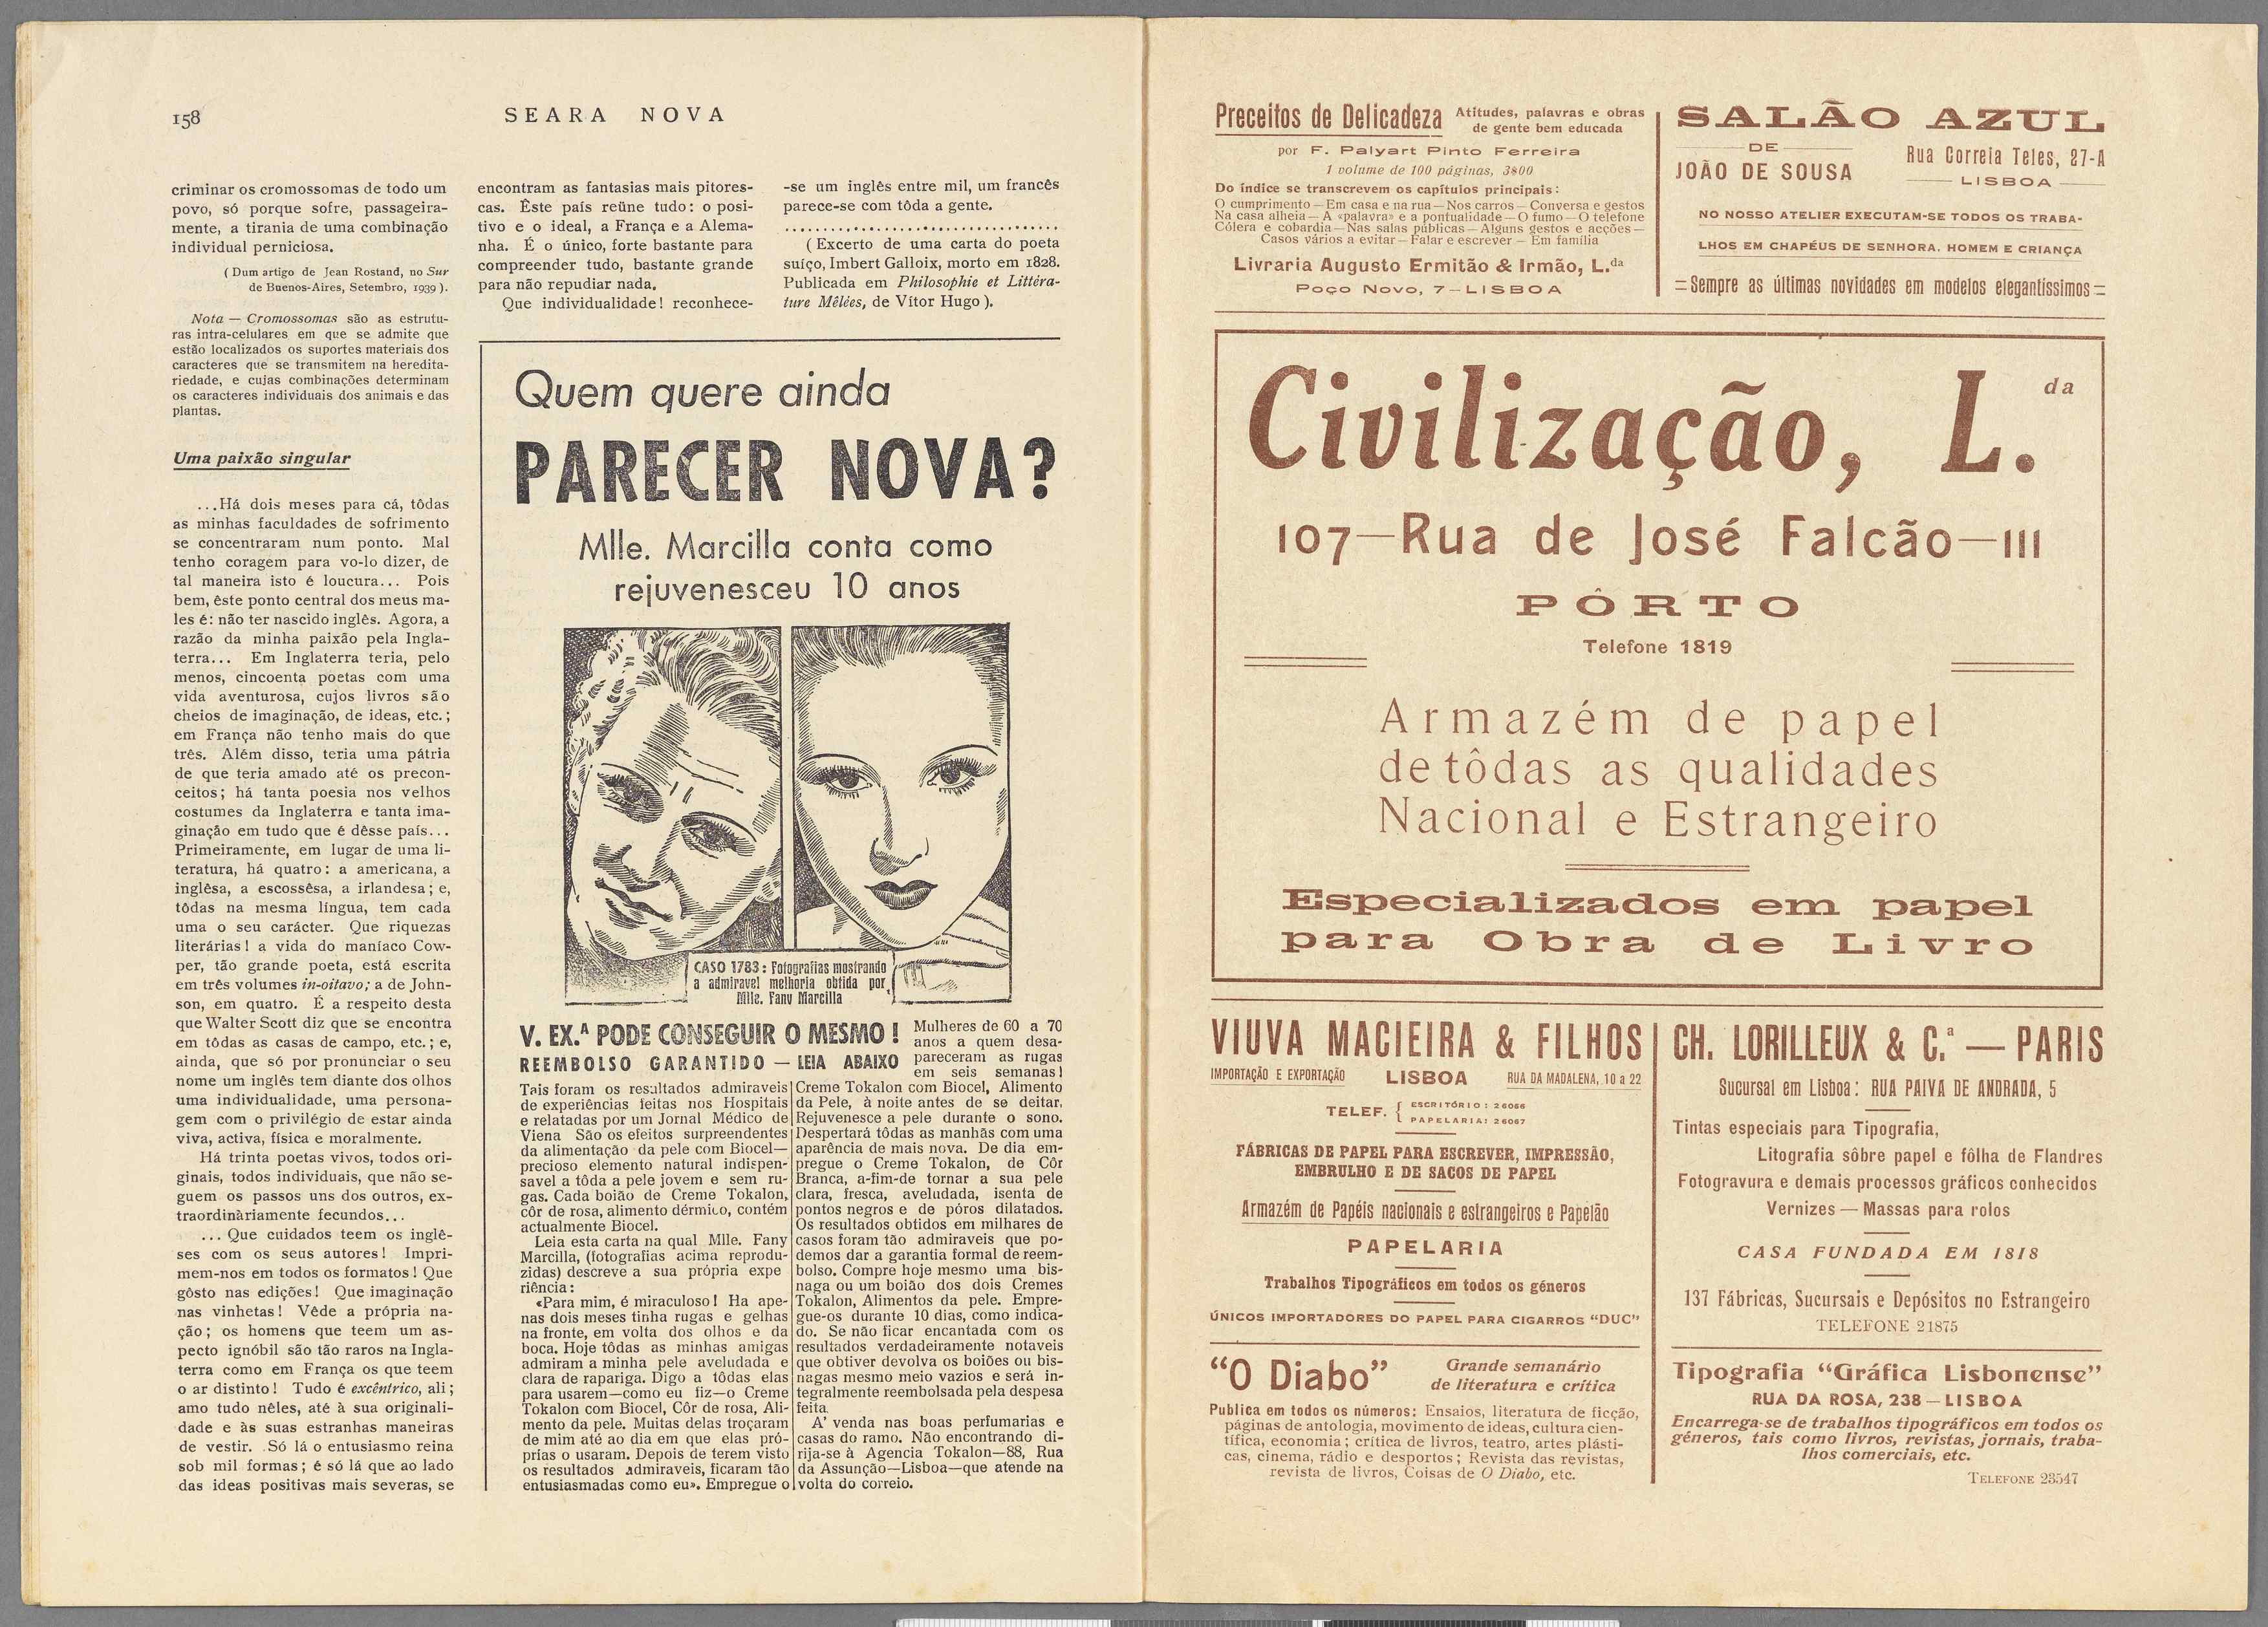 158
SEARA NOVA
criminar os cromossomas de todo um
povo, só porque sofre, passageira-
mente, a tirania de uma combinação
individual perniciosa.
( Dum artigo de Jean Rostand, no Sur
de Buenos-Aires, Setembro, 1939 ).
Nota — Cromossomas são as estrutu-
ras intra-celulares em que se admite que
estão localizados os suportes materiais dos
caracteres que se transmitem na heredita-
riedade, e cujas combinações determinam
os caracteres individuais dos animais e das
plantas.
Uma paixão singular
...Há dois meses para cá, tôdas
as minhas faculdades de sofrimento
se concentraram num ponto. Mal
tenho coragem para vo-lo dizer, de
tal maneira isto é loucura... Pois
bem, êste ponto central dos meus ma-
les é: não ter nascido inglês. Agora, a
razão da minha paixão pela Ingla-
terra... Em Inglaterra teria, pelo
menos, cincoenta poetas com uma
vida aventurosa, cujos livros são
cheios de imaginação, de ideas, etc.;
em França não tenho mais do que
três. Além disso, teria uma pátria
de que teria amado até os precon-
ceitos; há tanta poesia nos velhos
costumes da Inglaterra e tanta ima-
ginação em tudo que é dêsse país...
Primeiramente, em lugar de uma li-
teratura, há quatro: a americana, a
inglêsa, a escossêsa, a irlandesa; e,
tôdas na mesma língua, tem cada
uma o seu carácter. Que riquezas
literárias! a vida do maníaco Cow-
per, tão grande poeta, está escrita
em três volumes in-oitavo; a de John-
son, em quatro. É a respeito desta
que Walter Scott diz que se encontra
em tôdas as casas de campo, etc.; e,
ainda, que só por pronunciar o seu
nome um inglês tem diante dos olhos
uma individualidade, uma persona-
gem com o privilégio de estar ainda
viva, activa, física e moralmente.
Há trinta poetas vivos, todos ori-
ginais, todos individuais, que não se-
guem os passos uns dos outros, ex-
traordinàriamente fecundos...
... Que cuidados teem os inglê-
ses com os seus autores! Impri-
mem-nos em todos os formatos! Que
gôsto nas edições! Que imaginação
nas vinhetas! Vêde a própria na-
ção; os homens que teem um as-
pecto ignóbil são tão raros na Ingla-
terra como em França os que teem
o ar distinto! Tudo é excêntrico, ali;
amo tudo nêles, até à sua originali-
dade e às suas estranhas maneiras
de vestir. Só lá o entusiasmo reina
sob mil formas; é só lá que ao lado
das ideas positivas mais severas, se
encontram as fantasias mais pitores-
cas. Êste país reüne tudo: o posi-
tivo e o ideal, a França e a Alema-
nha. É o único, forte bastante para
compreender tudo, bastante grande
para não repudiar nada.
Que individualidade! reconhece-
-se um inglês entre mil, um francês
parece-se com tôda a gente.
......................................
( Excerto de uma carta do poeta
suíço, Imbert Galloix, morto em 1828.
Publicada em Philosophie et Littéra-
ture Mêlées, de Vítor Hugo ).
Quem quere ainda
PARECER NOVA?
Mlle. Marcilla conta como
rejuvenesceu 10 anos
CASO 1783: Fotografias mostrando
a admiravel melhoria obtida por
Mlle. Fany Marcilla
V. EX.ª PODE CONSEGUIR O MESMO!
REEMBOLSO GARANTIDO — LEIA ABAIXO
Mulheres de 60 a 70
anos a quem desa-
pareceram as rugas
em seis semanas!
Tais foram os resultados admiraveis
de experiências feitas nos Hospitais
e relatadas por um Jornal Médico de
Viena São os efeitos surpreendentes
da alimentação da pele com Biocel—
precioso elemento natural indispen-
savel a tôda a pele jovem e sem ru-
gas. Cada boião de Creme Tokalon,
côr de rosa, alimento dérmico, contém
actualmente Biocel.
Leia esta carta na qual Mlle. Fany
Marcilla, (fotografias acima reprodu-
zidas) descreve a sua própria expe
riência:
«Para mim, é miraculoso! Ha ape-
nas dois meses tinha rugas e gelhas
na fronte, em volta dos olhos e da
boca. Hoje tôdas as minhas amigas
admiram a minha pele aveludada e
clara de rapariga. Digo a tôdas elas
para usarem—como eu fiz—o Creme
Tokalon com Biocel, Côr de rosa, Ali-
mento da pele. Muitas delas troçaram
de mim até ao dia em que elas pró-
prias o usaram. Depois de terem visto
os resultados admiraveis, ficaram tão
entusiasmadas como eu». Empregue o
Creme Tokalon com Biocel, Alimento
da Pele, à noite antes de se deitar.
Rejuvenesce a pele durante o sono.
Despertará tôdas as manhãs com uma
aparência de mais nova. De dia em-
pregue o Creme Tokalon, de Côr
Branca, a-fim-de tornar a sua pele
clara, fresca, aveludada, isenta de
pontos negros e de póros dilatados.
Os resultados obtidos em milhares de
casos foram tão admiraveis que po-
demos dar a garantia formal de reem-
bolso. Compre hoje mesmo uma bis-
naga ou um boião dos dois Cremes
Tokalon, Alimentos da pele. Empre-
gue-os durante 10 dias, como indica-
do. Se não ficar encantada com os
resultados verdadeiramente notaveis
que obtiver devolva os boiões ou bis-
nagas mesmo meio vazios e será in-
tegralmente reembolsada pela despesa
feita.
A' venda nas boas perfumarias e
casas do ramo. Não encontrando di-
rija-se à Agencia Tokalon—88, Rua
da Assunção—Lisboa—que atende na
volta do correio.
Preceitos de Delicadeza
Atitudes, palavras e obras
de gente bem educada
por F. Palyart Pinto Ferreira
1 volume de 100 páginas, 3$00
Do índice se transcrevem os capítulos principais:
O cumprimento — Em casa e na rua — Nos carros — Conversa e gestos
Na casa alheia — A «palavra» e a pontualidade — O fumo — O telefone
Cólera e cobardia — Nas salas públicas — Alguns gestos e acções —
Casos vários a evitar — Falar e escrever — Em família
Livraria Augusto Ermitão & Irmão, L.da
Poço Novo, 7 — LISBOA
SALÃO AZUL
DE
JOÃO DE SOUSA
Rua Correia Teles, 27-A
LISBOA
NO NOSSO ATELIER EXECUTAM-SE TODOS OS TRABA-
LHOS EM CHAPÉUS DE SENHORA. HOMEM E CRIANÇA
Sempre as últimas novidades em modelos elegantíssimos
Civilização, L.da
107—Rua de José Falcão—111
PÔRTO
Telefone 1819
Armazém de papel
de tôdas as qualidades
Nacional e Estrangeiro
Especializados em papel
para Obra de Livro
VIUVA MACIEIRA & FILHOS
IMPORTAÇÃO E EXPORTAÇÃO LISBOA RUA DA MADALENA, 10 a 22
TELEF. { ESCRITÓRIO: 26066
PAPELARIA: 26067
FÁBRICAS DE PAPEL PARA ESCREVER, IMPRESSÃO,
EMBRULHO E DE SACOS DE PAPEL
Armazém de Papéis nacionais e estrangeiros e Papelão
PAPELARIA
Trabalhos Tipográficos em todos os géneros
ÚNICOS IMPORTADORES DO PAPEL PARA CIGARROS "DUC"
CH. LORILLEUX & C.ª — PARIS
Sucursal em Lisboa: RUA PAIVA DE ANDRADA, 5
Tintas especiais para Tipografia,
Litografia sôbre papel e fôlha de Flandres
Fotogravura e demais processos gráficos conhecidos
Vernizes — Massas para rolos
CASA FUNDADA EM 1818
137 Fábricas, Sucursais e Depósitos no Estrangeiro
TELEFONE 21875
"O Diabo"
Grande semanário
de literatura e crítica
Publica em todos os números: Ensaios, literatura de ficção,
páginas de antologia, movimento de ideas, cultura cien-
tífica, economia; crítica de livros, teatro, artes plásti-
cas, cinema, rádio e desportos; Revista das revistas,
revista de livros, Coisas de O Diabo, etc.
Tipografia "Gráfica Lisbonense"
RUA DA ROSA, 238 — LISBOA
Encarrega-se de trabalhos tipográficos em todos os
géneros, tais como livros, revistas, jornais, traba-
lhos comerciais, etc.
TELEFONE 23547